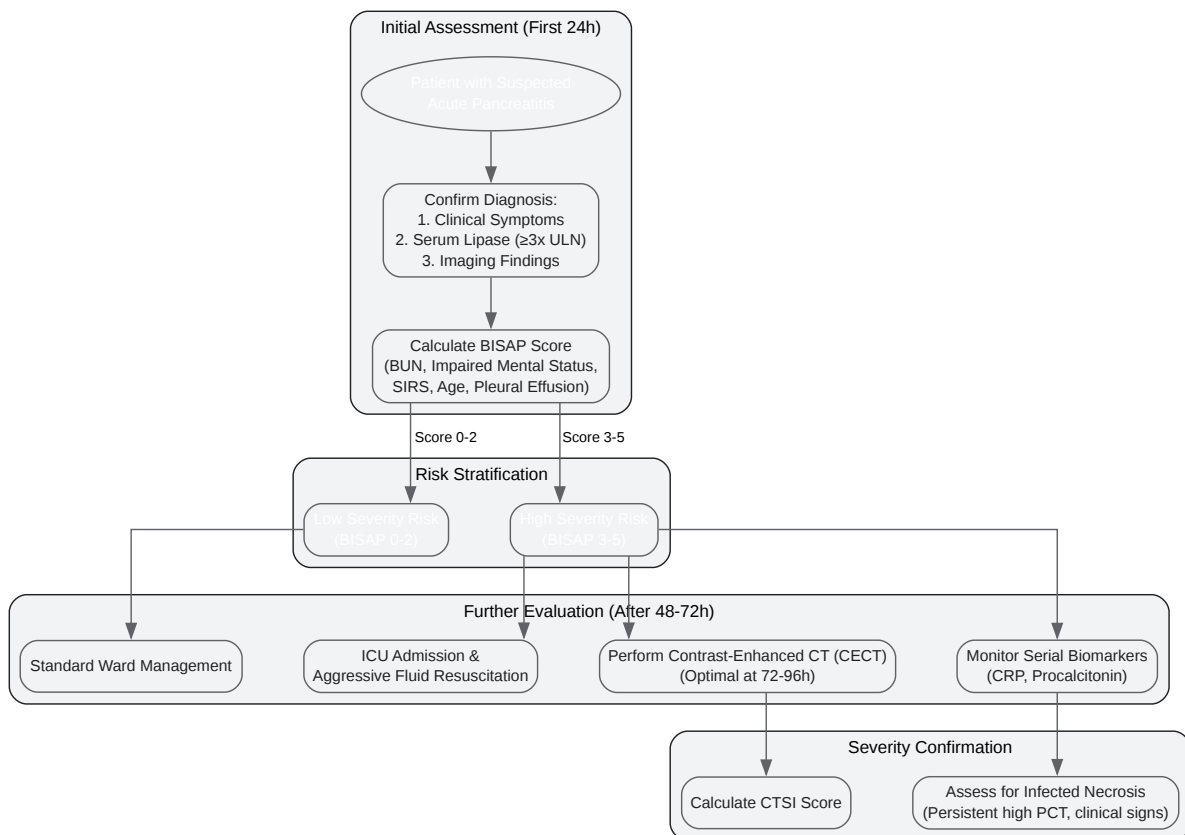 Initial Assessment (First 24h)
Patient with Suspected
Acute Pancreatitis
Confirm Diagnosis:
1. Clinical Symptoms
2. Serum Lipase (≥3x ULN)
3. Imaging Findings
Calculate BISAP Score
(BUN, Impaired Mental Status,
SIRS, Age, Pleural Effusion)
Score 0-2
Score 3-5
Risk Stratification
Low Severity Risk
(BISAP 0-2)
High Severity Risk
(BISAP 3-5)
Further Evaluation (After 48-72h)
Standard Ward Management
ICU Admission &
Aggressive Fluid Resuscitation
Perform Contrast-Enhanced CT (CECT)
(Optimal at 72-96h)
Monitor Serial Biomarkers
(CRP, Procalcitonin)
Severity Confirmation
Calculate CTSI Score
Assess for Infected Necrosis
(Persistent high PCT, clinical signs)